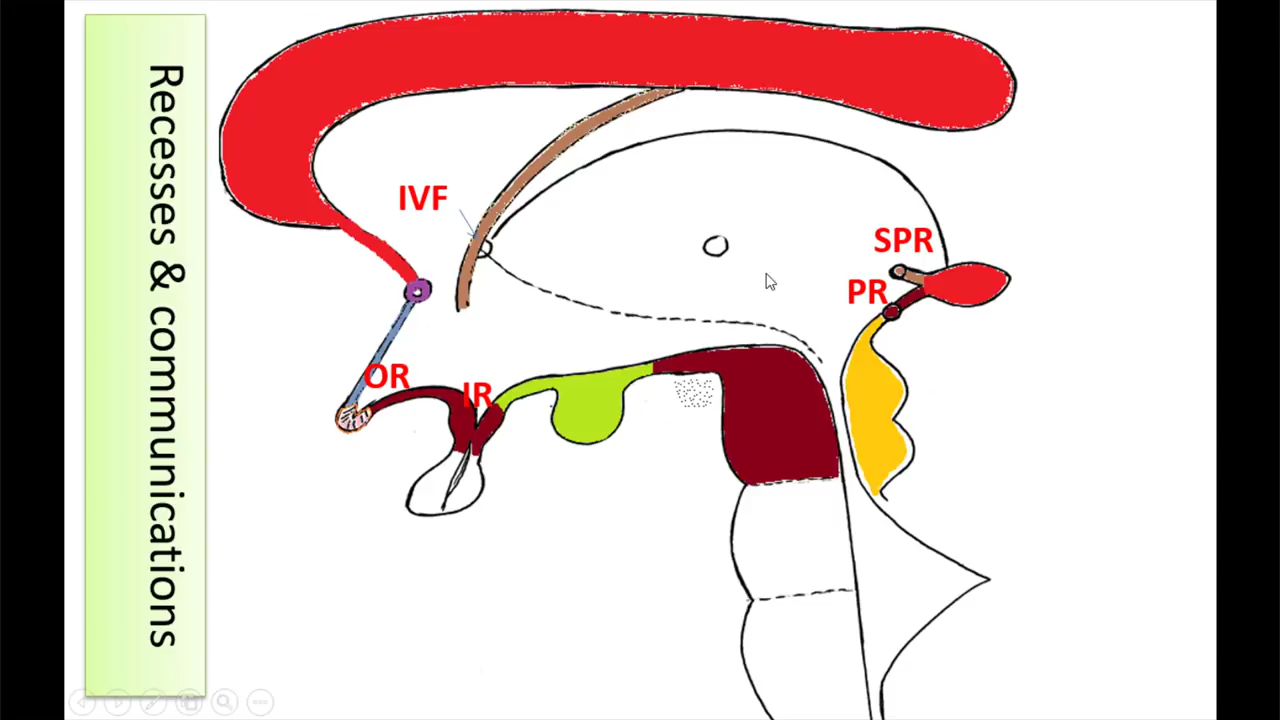 Recesses & communications
IVF
SPR
PR
OR
IR